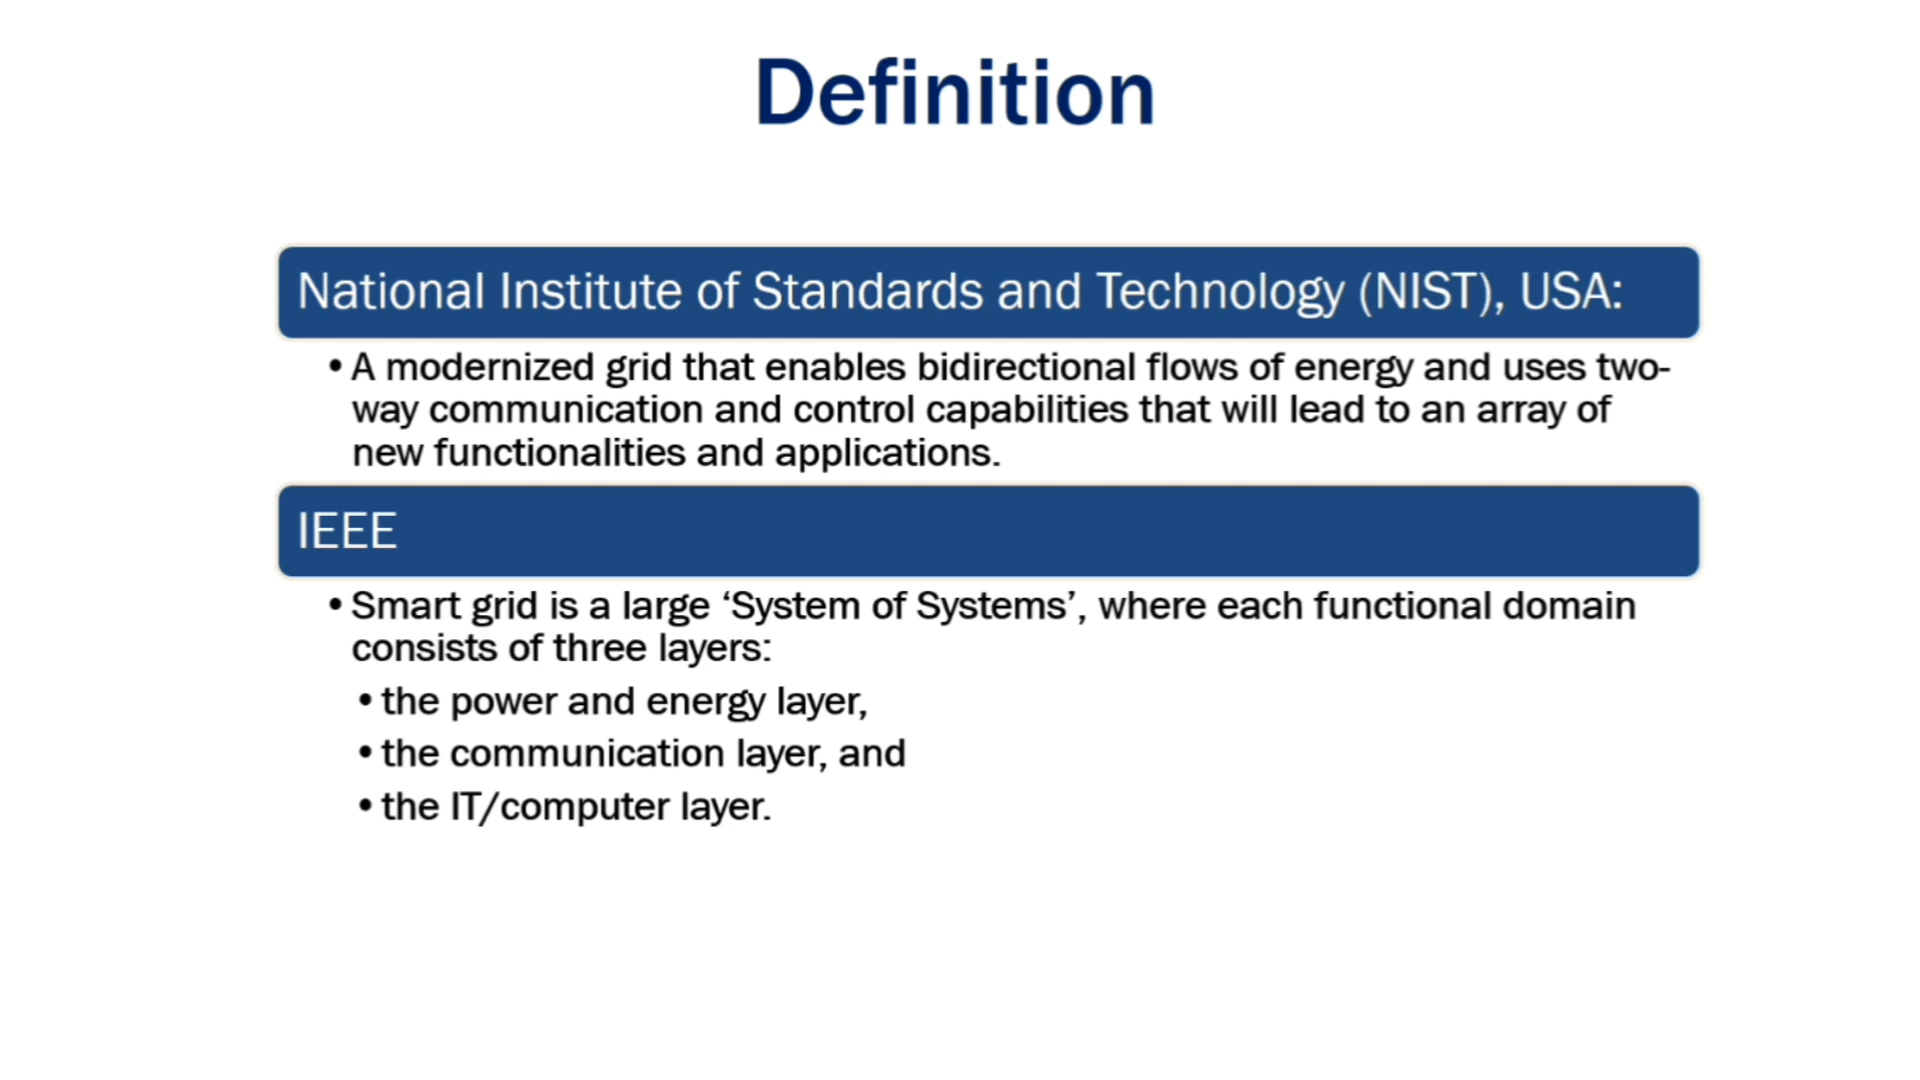 Definition
National Institute of Standards and Technology (NIST), USA:
• A modernized grid that enables bidirectional flows of energy and uses two-
way communication and control capabilities that will lead to an array of
new functionalities and applications.
IEEE
• Smart grid is a large ‘System of Systems’, where each functional domain
consists of three layers:
• the power and energy layer,
• the communication layer, and
• the IT/computer layer.